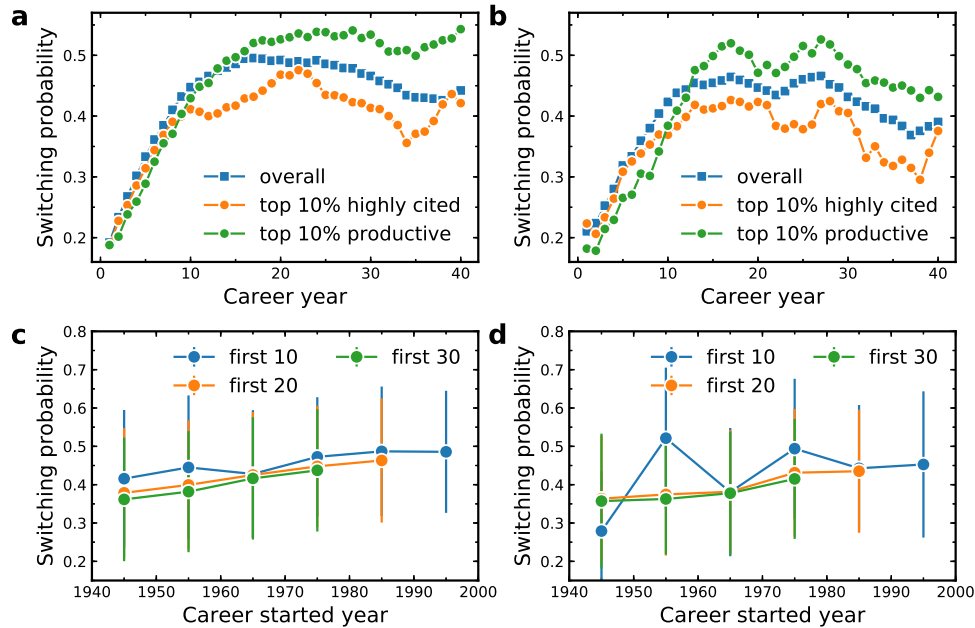 a
Switching probability
0.5
0.4
0.3
0.2
overall
top 10% highly cited
top 10% productive
0 10 20 30 40
Career year
b
Switching probability
0.5
0.4
0.3
0.2
overall
top 10% highly cited
top 10% productive
0 10 20 30 40
Career year
c
Switching probability
0.8
0.7
0.6
0.5
0.4
0.3
0.2
first 10 first 30
first 20
1940 1950 1960 1970 1980 1990 2000
Career started year
d
Switching probability
0.8
0.7
0.6
0.5
0.4
0.3
0.2
first 10 first 30
first 20
1940 1950 1960 1970 1980 1990 2000
Career started year